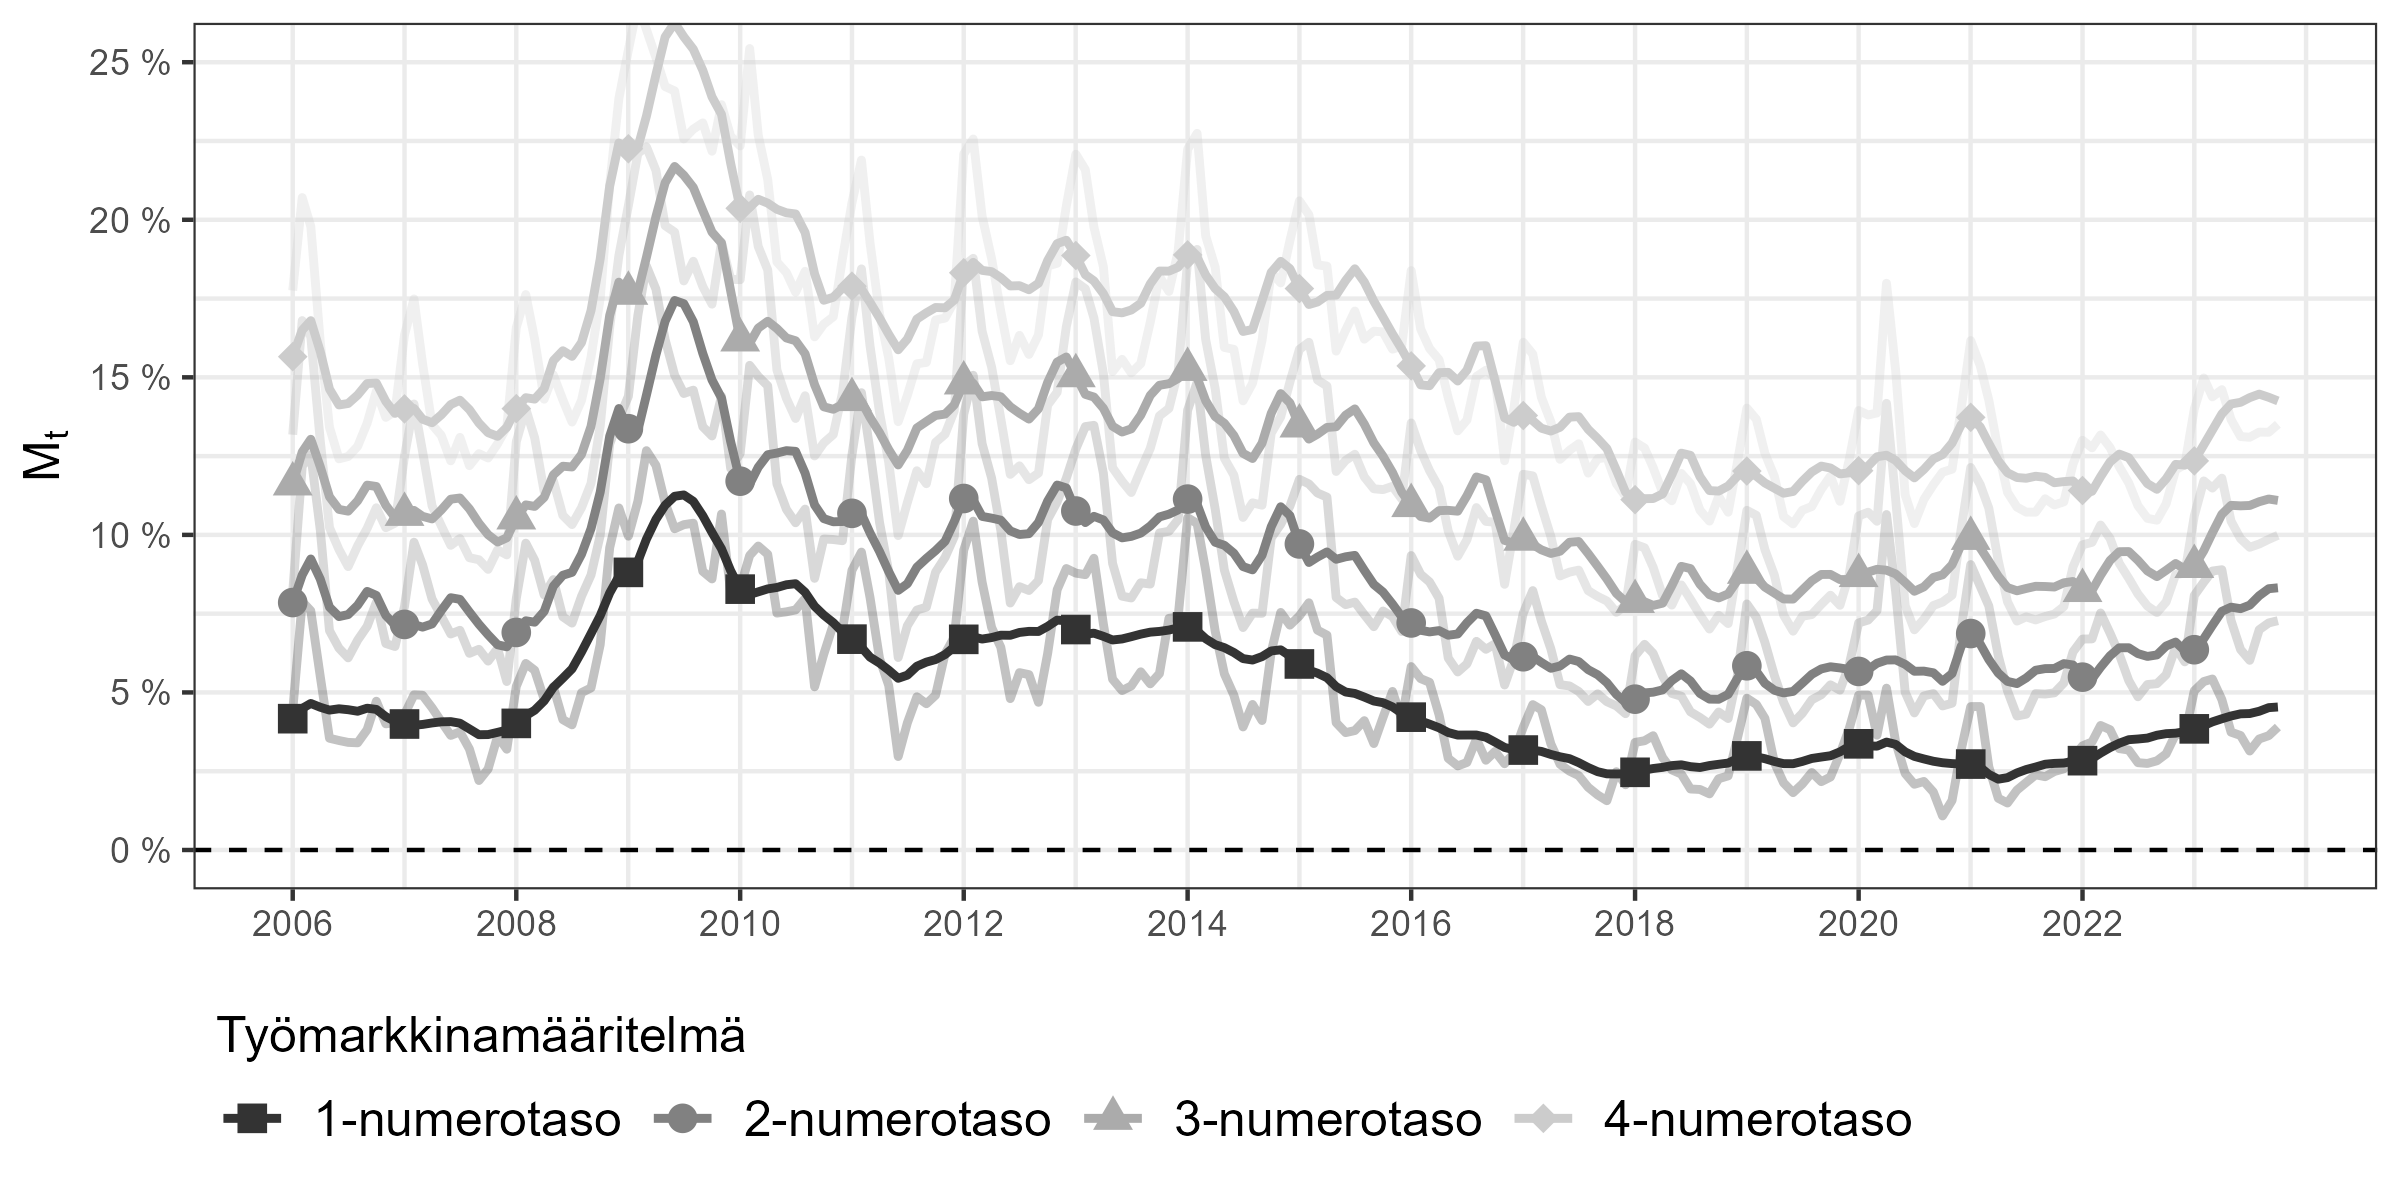 25 %
20 %
15 %
10 %
5 %
0 %
Mt
2006 2008 2010 2012 2014 2016 2018 2020 2022
Työmarkkinamääritelmä
1-numerotaso 2-numerotaso 3-numerotaso 4-numerotaso